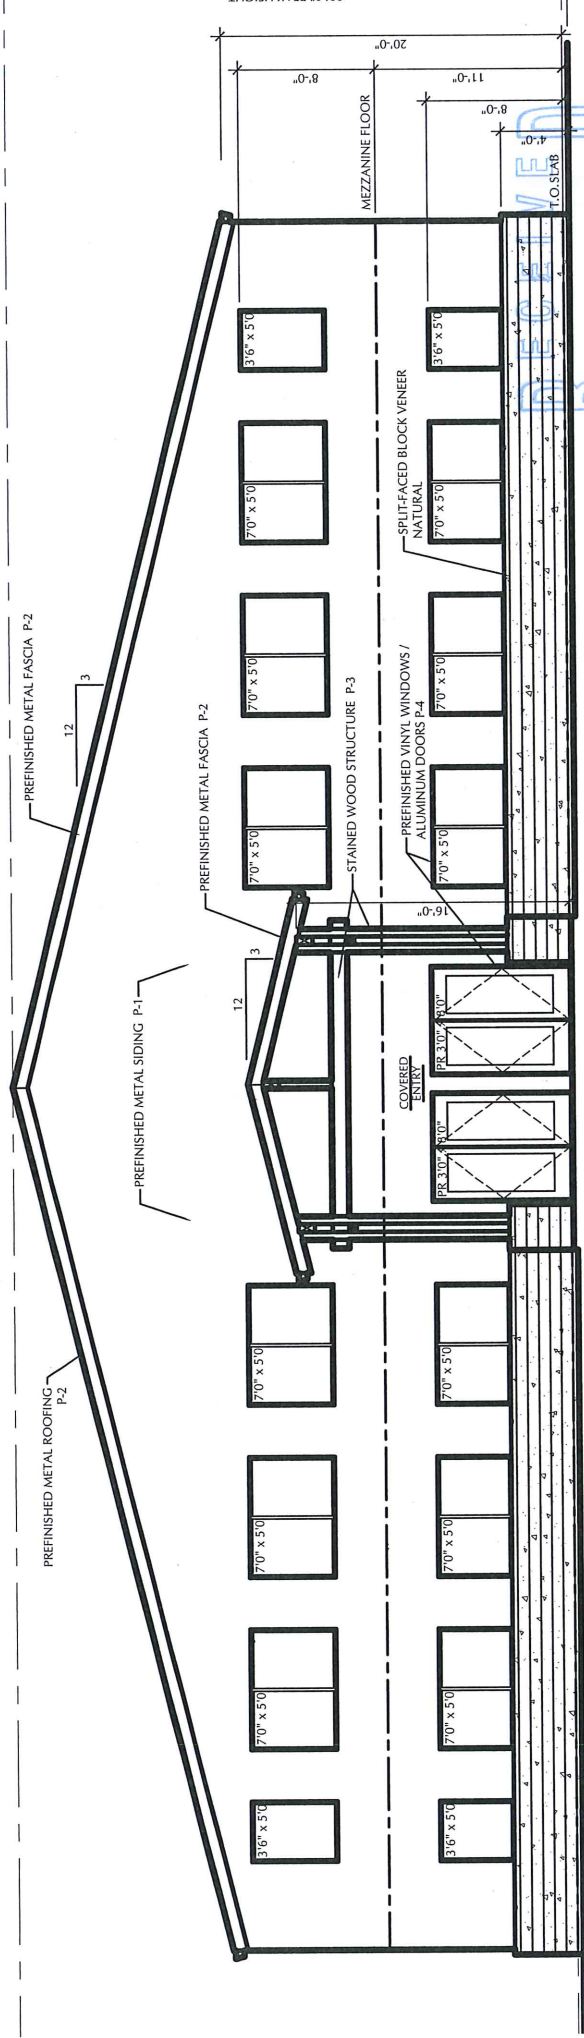 PREFINISHED METAL ROOFING
P-2
PREFINISHED METAL SIDING P-1
PREFINISHED METAL FASCIA P-2
12
3
PREFINISHED METAL FASCIA P-2
12
3
STAINED WOOD STRUCTURE P-3
PREFINISHED VINYL WINDOWS /
ALUMINUM DOORS P-4
SPLIT-FACED BLOCK VENEER
NATURAL
MEZZANINE FLOOR
T.O.SLAB
COVERED
ENTRY
3'6" x 5'0
7'0" x 5'0
7'0" x 5'0
7'0" x 5'0
7'0" x 5'0
7'0" x 5'0
7'0" x 5'0
3'6" x 5'0
3'6" x 5'0
7'0" x 5'0
7'0" x 5'0
7'0" x 5'0
PR 3'0" 8'0"
PR 3'0" 8'0"
7'0" x 5'0
7'0" x 5'0
7'0" x 5'0
3'6" x 5'0
16'-0"
20'-0"
8'-0"
11'-0"
8'-0"
4'-0"
RECEIVED